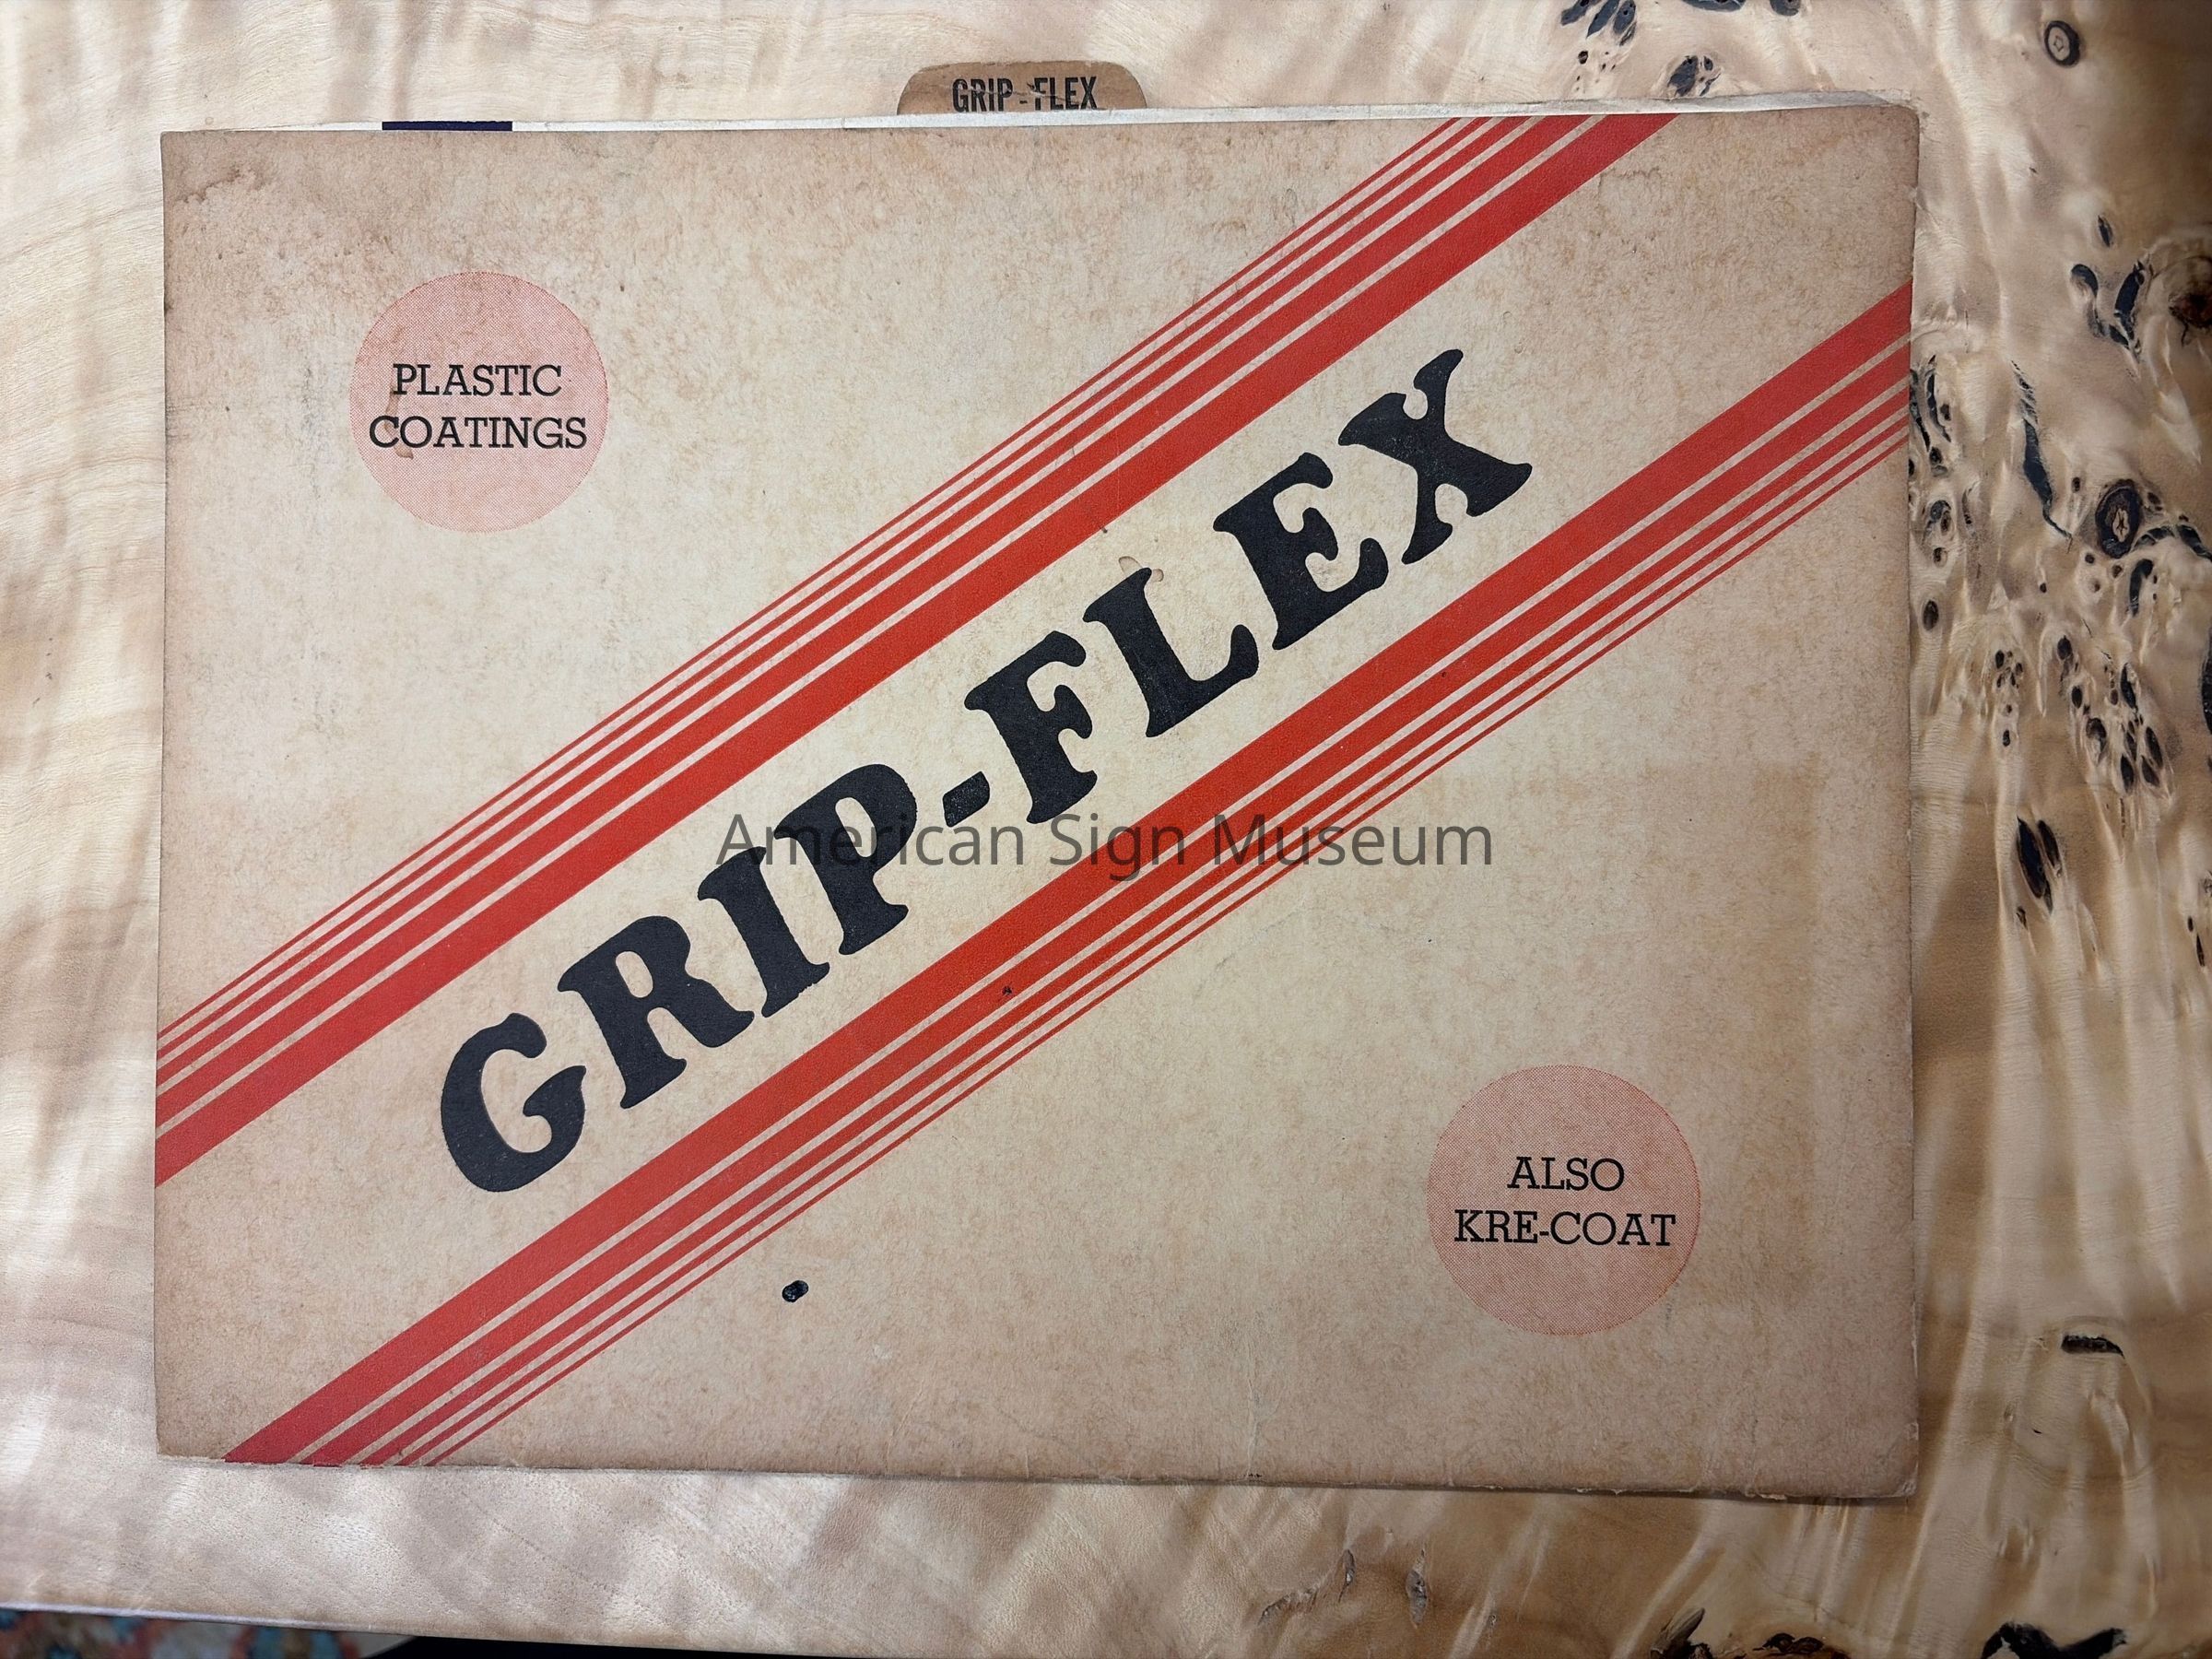 GRIP-FLEX
PLASTIC
COATINGS
GRIP-FLEX
American Sign Museum
ALSO
KRE-COAT